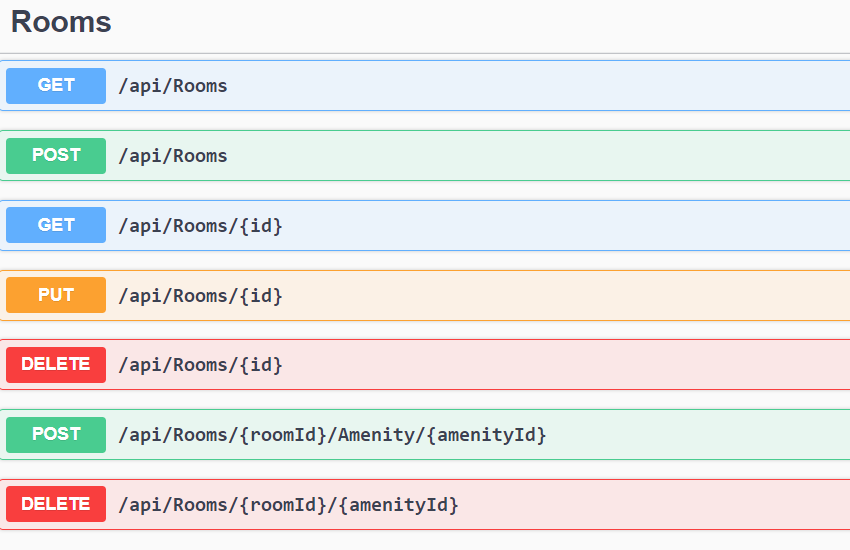 Rooms
GET /api/Rooms
POST /api/Rooms
GET /api/Rooms/{id}
PUT /api/Rooms/{id}
DELETE /api/Rooms/{id}
POST /api/Rooms/{roomId}/Amenity/{amenityId}
DELETE /api/Rooms/{roomId}/{amenityId}